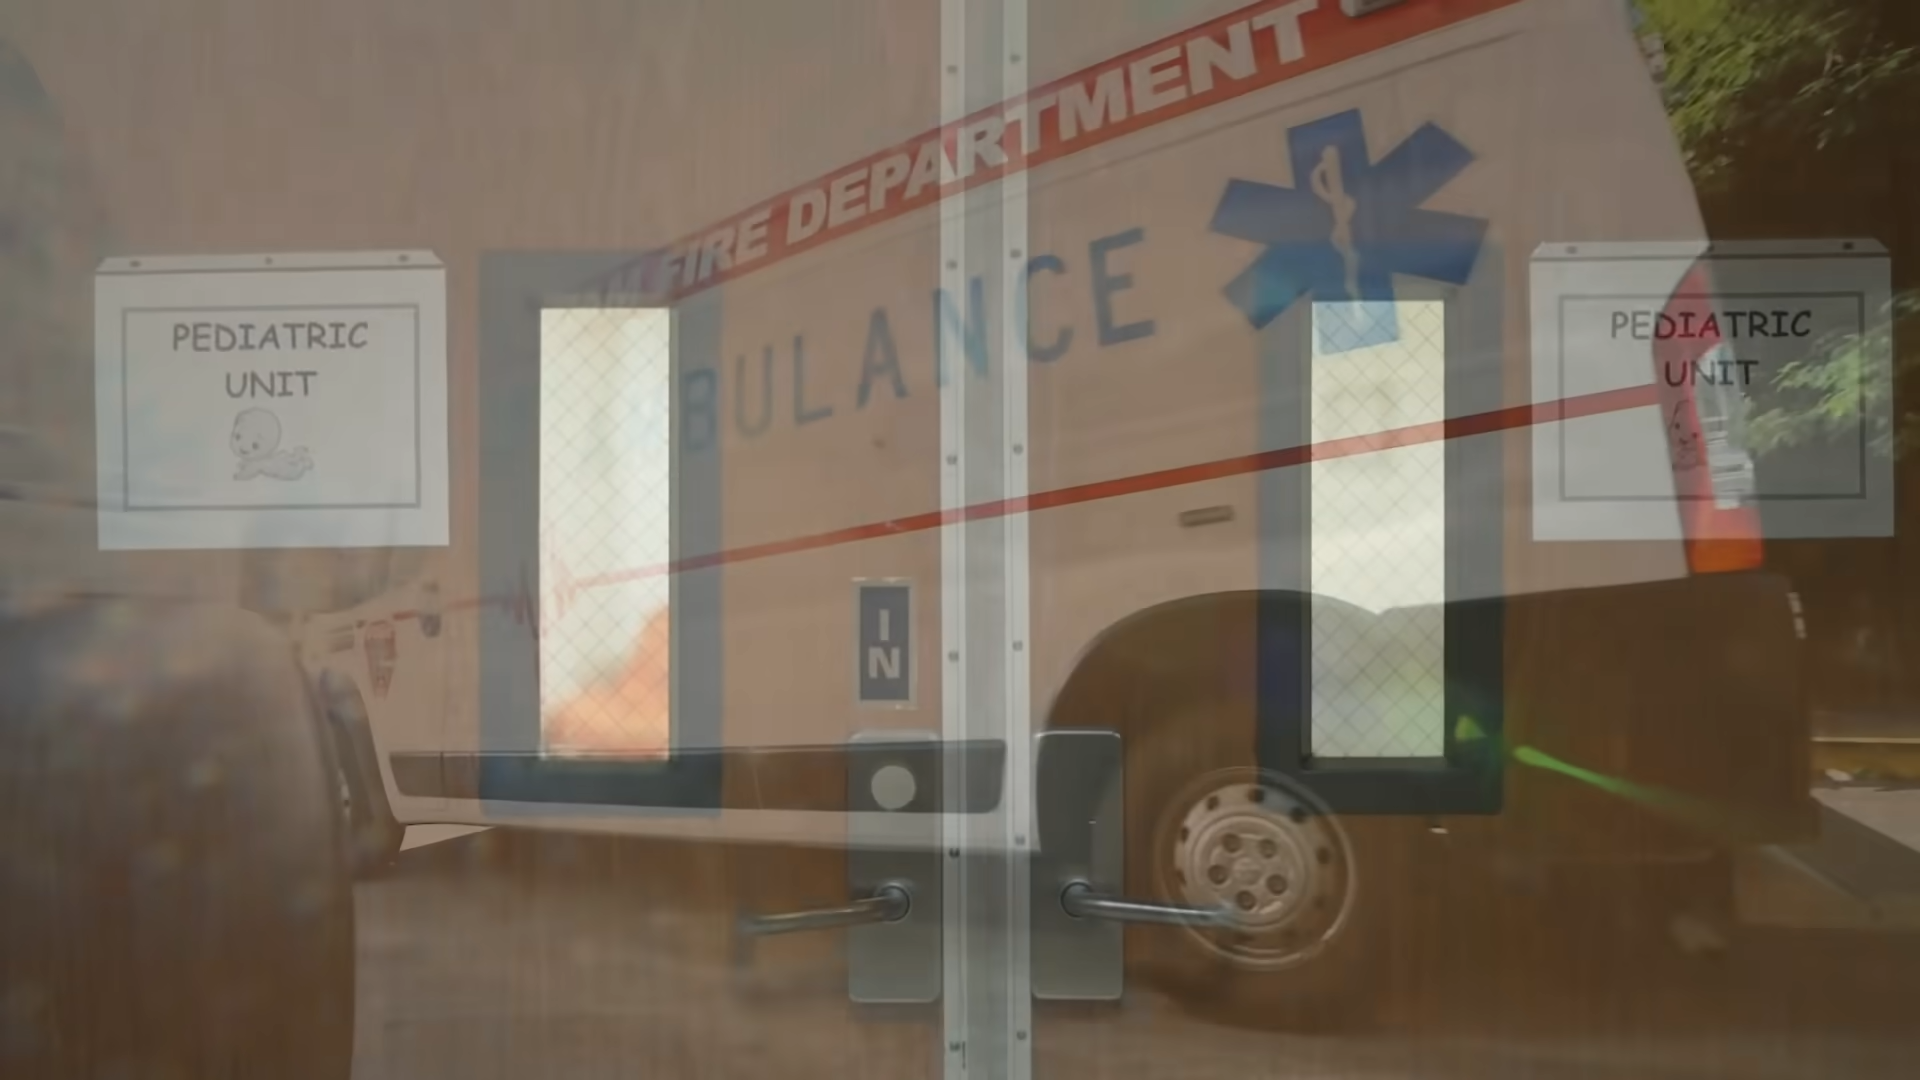 FIRE DEPARTMENT
BULANCE
PEDIATRIC
UNIT
PEDIATRIC
UNIT
IN